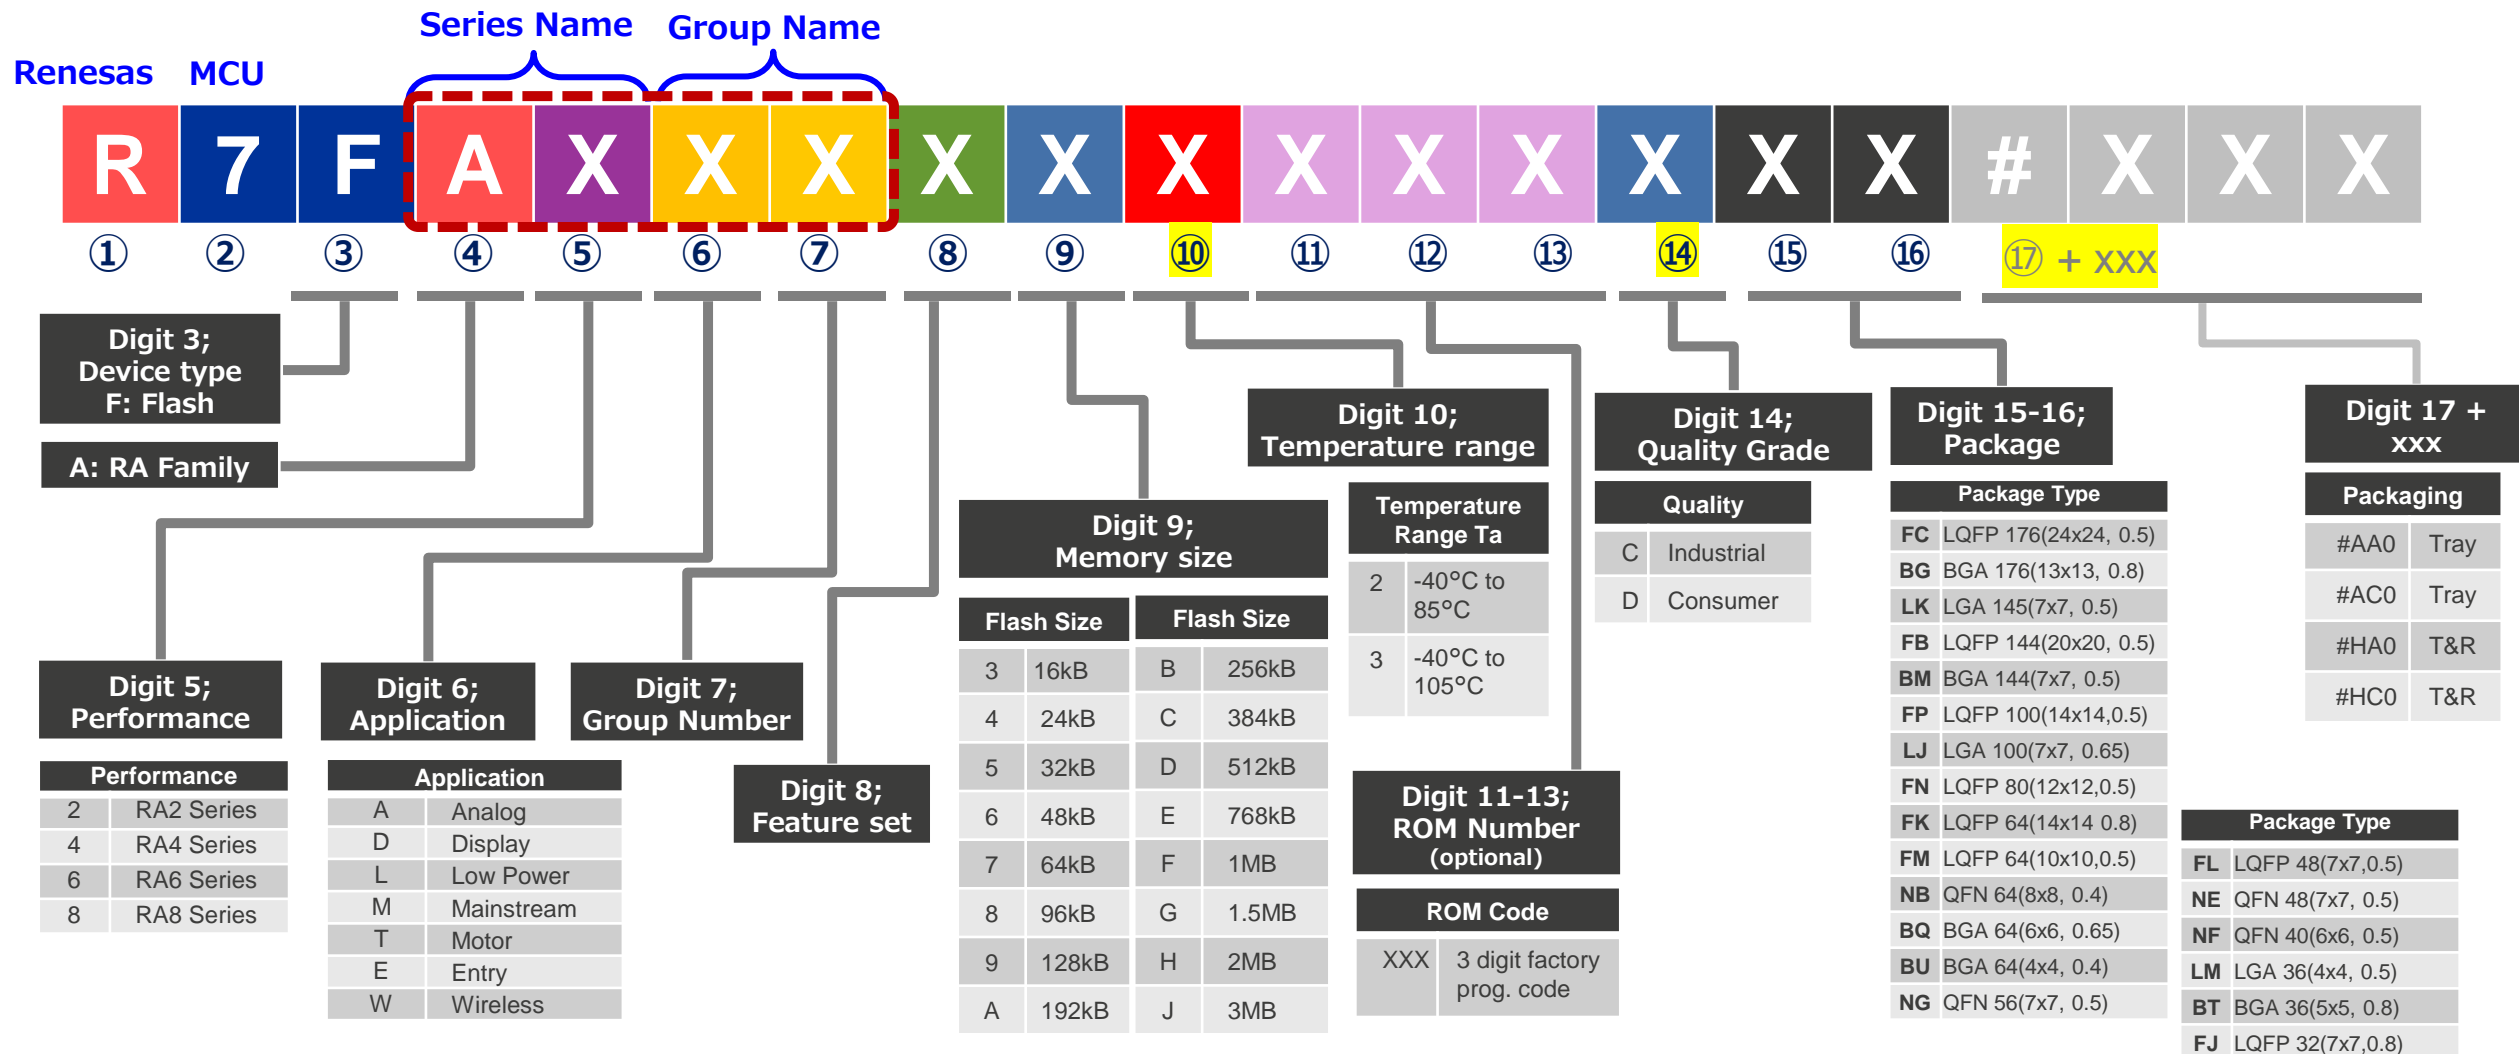 Series Name Group Name
Renesas MCU
R 7 F A X X X X X X X X X X X X # X X X
① ② ③ ④ ⑤ ⑥ ⑦ ⑧ ⑨ ⑩ ⑪ ⑫ ⑬ ⑭ ⑮ ⑯ ⑰ + xxx
Digit 3;
Device type
F: Flash
A: RA Family
Digit 5;
Performance
Performance
2 RA2 Series
4 RA4 Series
6 RA6 Series
8 RA8 Series
Digit 6;
Application
Application
A Analog
D Display
L Low Power
M Mainstream
T Motor
E Entry
W Wireless
Digit 7;
Group Number
Digit 8;
Feature set
Digit 9;
Memory size
Flash Size
3 16kB
4 24kB
5 32kB
6 48kB
7 64kB
8 96kB
9 128kB
A 192kB
Flash Size
B 256kB
C 384kB
D 512kB
E 768kB
F 1MB
G 1.5MB
H 2MB
J 3MB
Digit 10;
Temperature range
Temperature
Range Ta
2 -40°C to
85°C
3 -40°C to
105°C
Digit 11-13;
ROM Number
(optional)
ROM Code
XXX 3 digit factory
prog. code
Digit 14;
Quality Grade
Quality
C Industrial
D Consumer
Digit 15-16;
Package
Package Type
FC LQFP 176(24x24, 0.5)
BG BGA 176(13x13, 0.8)
LK LGA 145(7x7, 0.5)
FB LQFP 144(20x20, 0.5)
BM BGA 144(7x7, 0.5)
FP LQFP 100(14x14,0.5)
LJ LGA 100(7x7, 0.65)
FN LQFP 80(12x12,0.5)
FK LQFP 64(14x14 0.8)
FM LQFP 64(10x10,0.5)
NB QFN 64(8x8, 0.4)
BQ BGA 64(6x6, 0.65)
BU BGA 64(4x4, 0.4)
NG QFN 56(7x7, 0.5)
Package Type
FL LQFP 48(7x7,0.5)
NE QFN 48(7x7, 0.5)
NF QFN 40(6x6, 0.5)
LM LGA 36(4x4, 0.5)
BT BGA 36(5x5, 0.8)
FJ LQFP 32(7x7,0.8)
Digit 17 +
xxx
Packaging
#AA0 Tray
#AC0 Tray
#HA0 T&R
#HC0 T&R